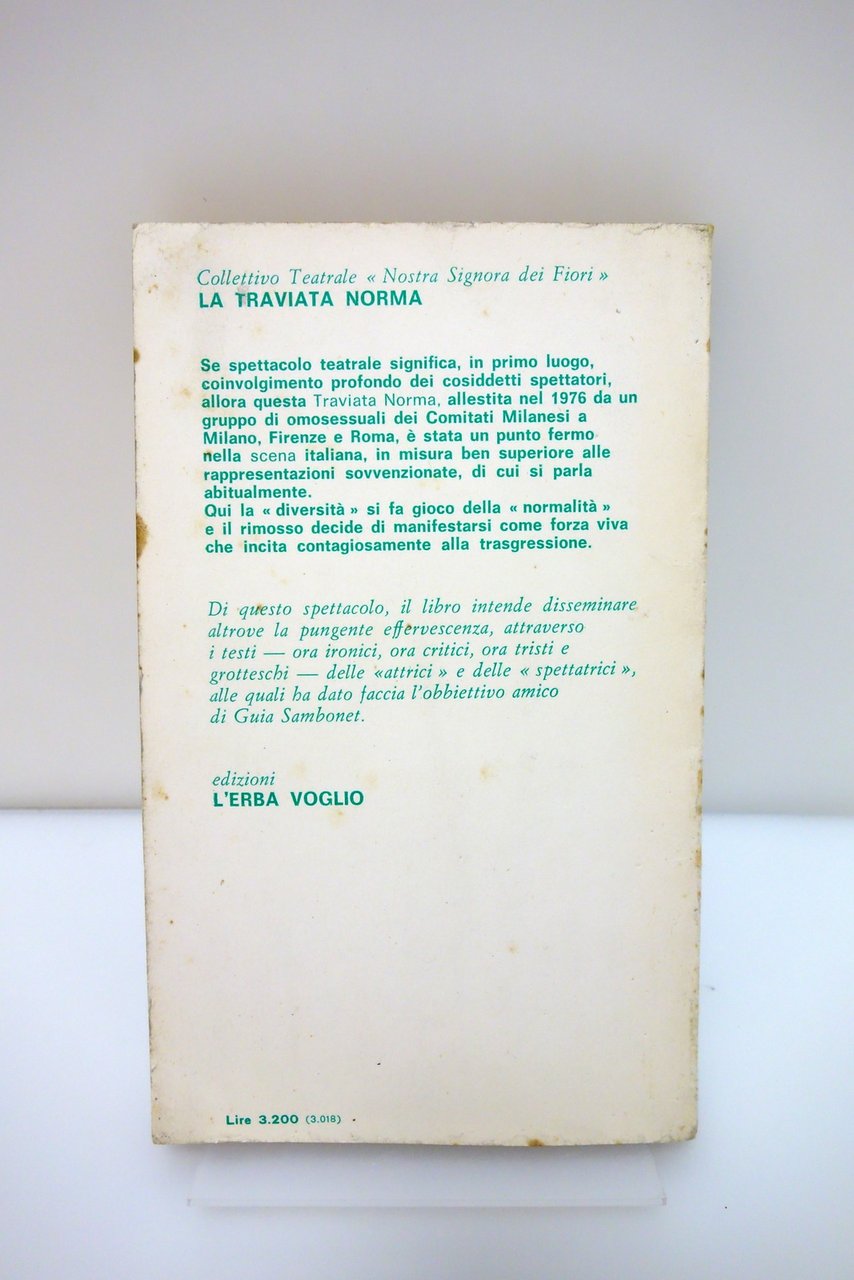 Collettivo Teatrale « Nostra Signora dei Fiori »
LA TRAVIATA NORMA
Se spettacolo teatrale significa, in primo luogo,
coinvolgimento profondo dei cosiddetti spettatori,
allora questa Traviata Norma, allestita nel 1976 da un
gruppo di omosessuali dei Comitati Milanesi a
Milano, Firenze e Roma, è stata un punto fermo
nella scena italiana, in misura ben superiore alle
rappresentazioni sovvenzionate, di cui si parla
abitualmente.
Qui la « diversità » si fa gioco della « normalità »
e il rimosso decide di manifestarsi come forza viva
che incita contagiosamente alla trasgressione.
Di questo spettacolo, il libro intende disseminare
altrove la pungente effervescenza, attraverso
i testi — ora ironici, ora critici, ora tristi e
grotteschi — delle «attrici » e delle « spettatrici »,
alle quali ha dato faccia l'obbiettivo amico
di Guia Sambonet.
edizioni
L'ERBA VOGLIO
Lire 3.200 (3.018)